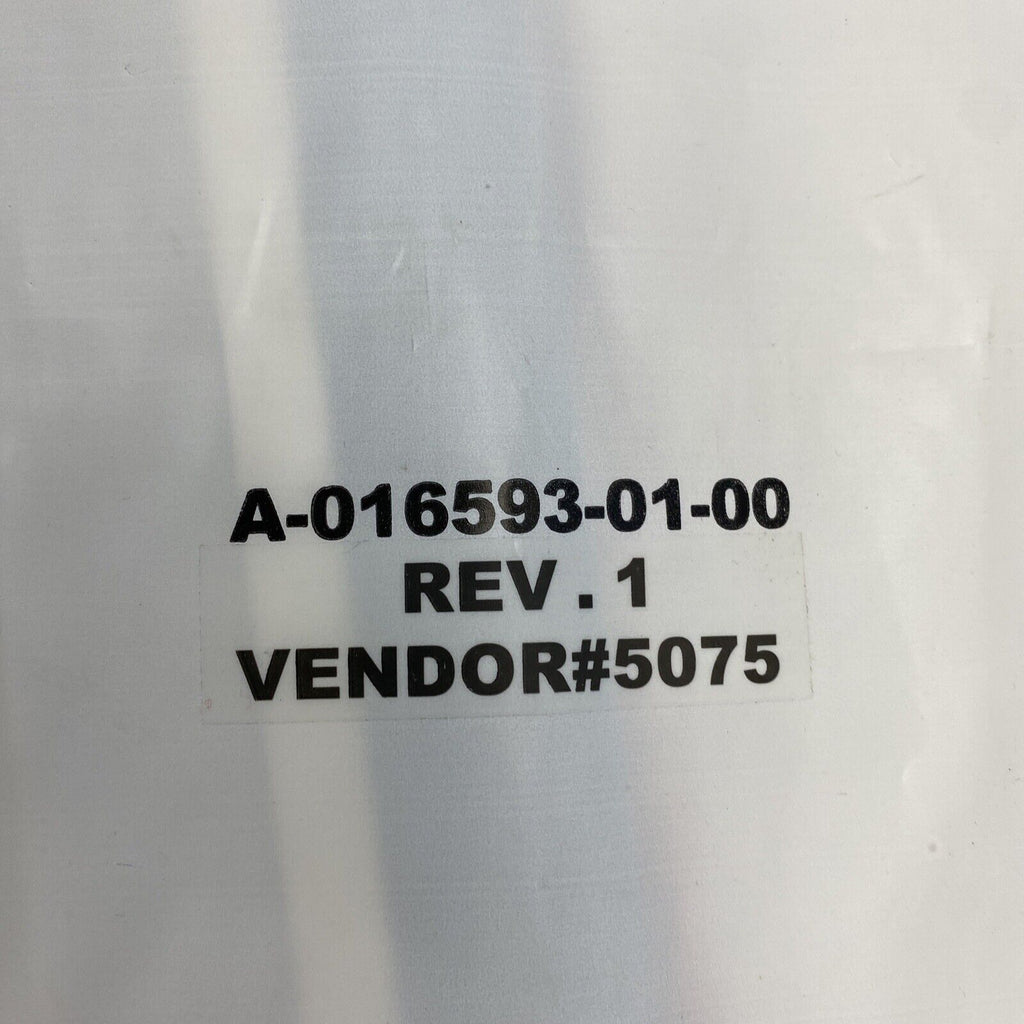 A-016593-01-00
REV . 1
VENDOR#5075